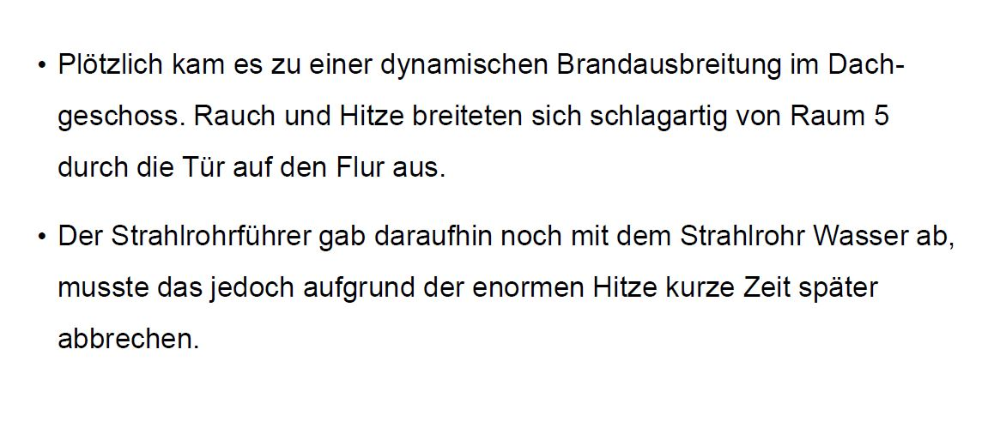 • Plötzlich kam es zu einer dynamischen Brandausbreitung im Dach-
geschoss. Rauch und Hitze breiteten sich schlagartig von Raum 5
durch die Tür auf den Flur aus.
• Der Strahlrohrführer gab daraufhin noch mit dem Strahlrohr Wasser ab,
musste das jedoch aufgrund der enormen Hitze kurze Zeit später
abbrechen.